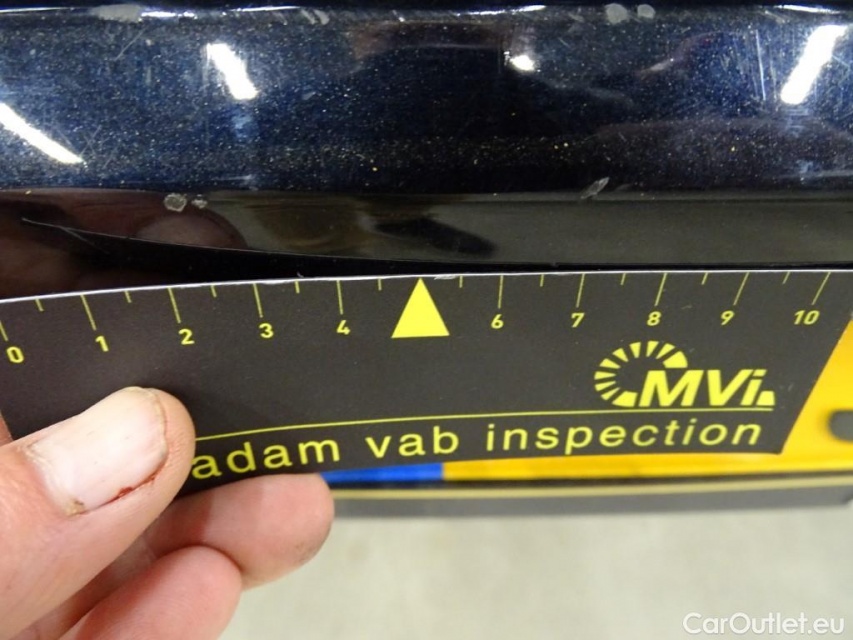 0 1 2 3 4 6 7 8 9 10
MVi
adam vab inspection
CarOutlet.eu